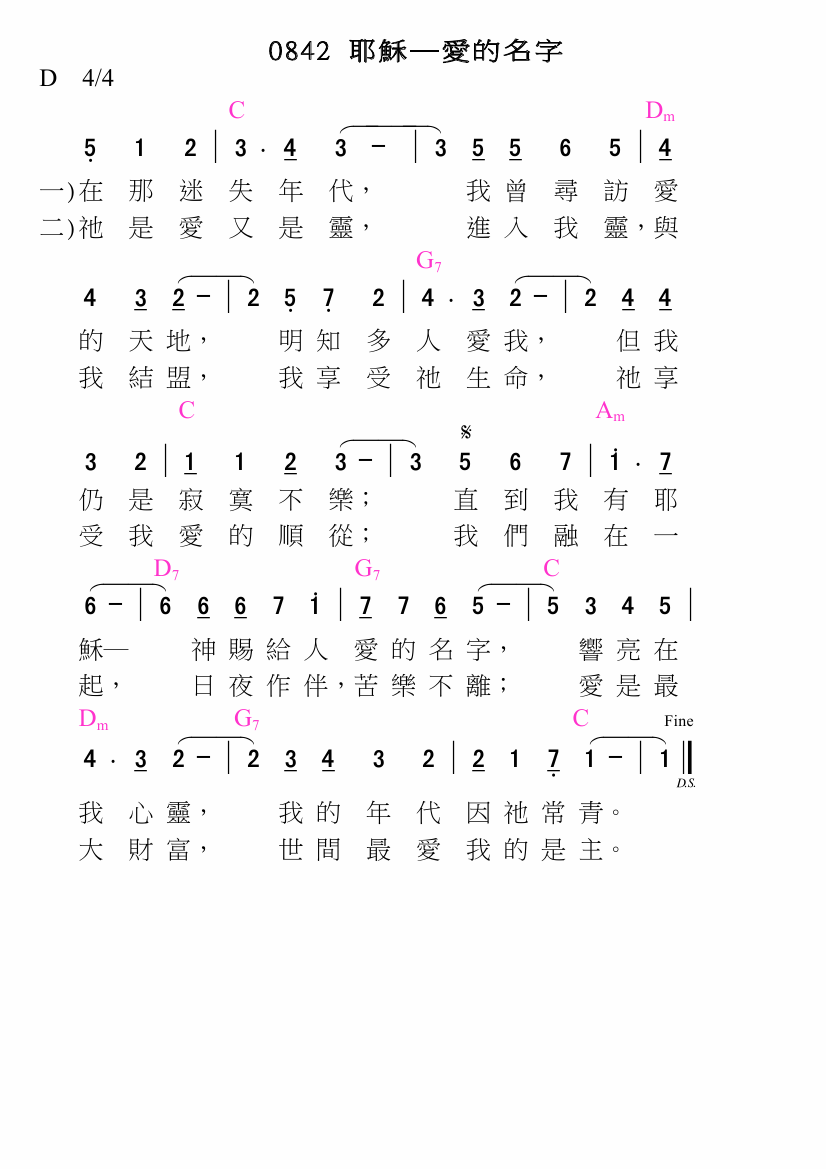 0842 耶穌—愛的名字
D 4/4
C Dm
5 1 2 | 3 . 4 3 - | 3 5 5 6 5 | 4
一)在那迷失年代， 我曾尋訪愛
二)祂是愛又是靈， 進入我靈，與
G7
4 3 2 - | 2 5 7 2 | 4 . 3 2 - | 2 4 4
的天地， 明知多人愛我， 但我
我結盟， 我享受祂生命， 祂享
C Am
3 2 | 1 1 2 3 - | 3 5 6 7 | 1 . 7
仍是寂寞不樂； 直到我有耶
受我愛的順從； 我們融在一
D7 G7 C
6 - | 6 6 6 7 1 | 7 7 6 5 - | 5 3 4 5 |
穌— 神賜給人愛的名字， 響亮在
起， 日夜作伴，苦樂不離； 愛是最
Dm G7 C Fine
4 . 3 2 - | 2 3 4 3 2 | 2 1 7 1 - | 1
D.S.
我心靈， 我的年代因祂常青。
大財富， 世間最愛我的是主。